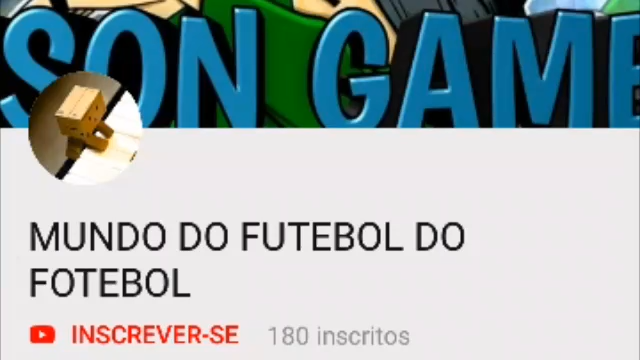 SON GAME
MUNDO DO FUTEBOL DO
FOTEBOL
INSCREVER-SE 180 inscritos